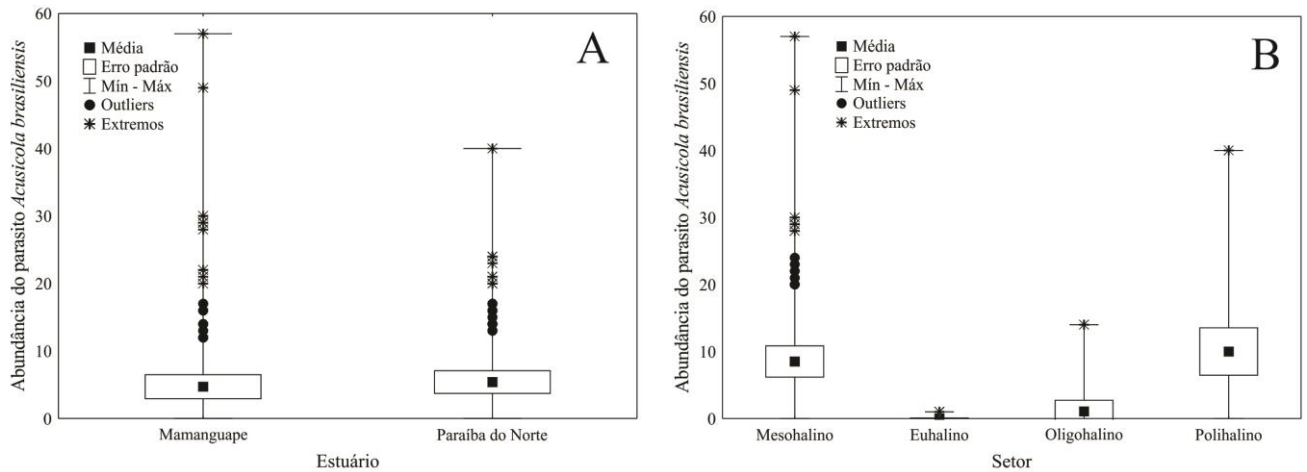 A
Abundância do parasito Acusicola brasiliensis
60
50
40
30
20
10
0
Média
Erro padrão
Mín - Máx
Outliers
Extremos
Mamanguape
Paraíba do Norte
Estuário
B
Abundância do parasito Acusicola brasiliensis
60
50
40
30
20
10
0
Média
Erro padrão
Mín - Máx
Outliers
Extremos
Mesohalino
Euhalino
Oligohalino
Polihalino
Setor